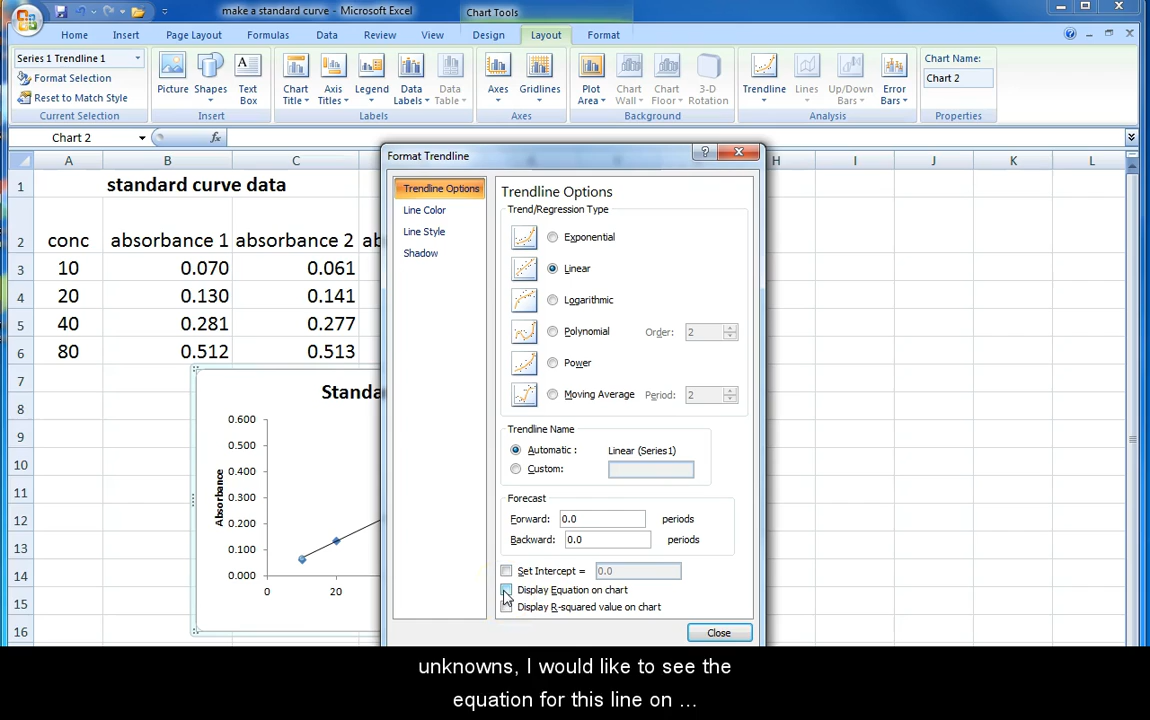 make a standard curve - Microsoft Excel
Chart Tools
Home Insert Page Layout Formulas Data Review View Design Layout Format
Series 1 Trendline 1
Format Selection
Reset to Match Style
Current Selection
Picture Shapes Text Box
Insert
Chart Title Axis Titles Legend Data Labels Data Table
Labels
Axes Gridlines
Axes
Plot Area Chart Wall Chart Floor 3-D Rotation
Background
Trendline Lines Up/Down Bars Error Bars
Analysis
Chart Name:
Chart 2
Properties
Chart 2 fx
A B C H I J K L
1 standard curve data
2 conc absorbance 1 absorbance 2 ab
3 10 0.070 0.061
4 20 0.130 0.141
5 40 0.281 0.277
6 80 0.512 0.513
7
8
9
10
11
12
13
14
15
16
Standa
Absorbance
0.600
0.500
0.400
0.300
0.200
0.100
0.000
0 20
Format Trendline
?
Trendline Options
Line Color
Line Style
Shadow
Trendline Options
Trend/Regression Type
Exponential
Linear
Logarithmic
Polynomial Order: 2
Power
Moving Average Period: 2
Trendline Name
Automatic : Linear (Series1)
Custom:
Forecast
Forward: 0.0 periods
Backward: 0.0 periods
Set Intercept = 0.0
Display Equation on chart
Display R-squared value on chart
Close
unknowns, I would like to see the
equation for this line on ...